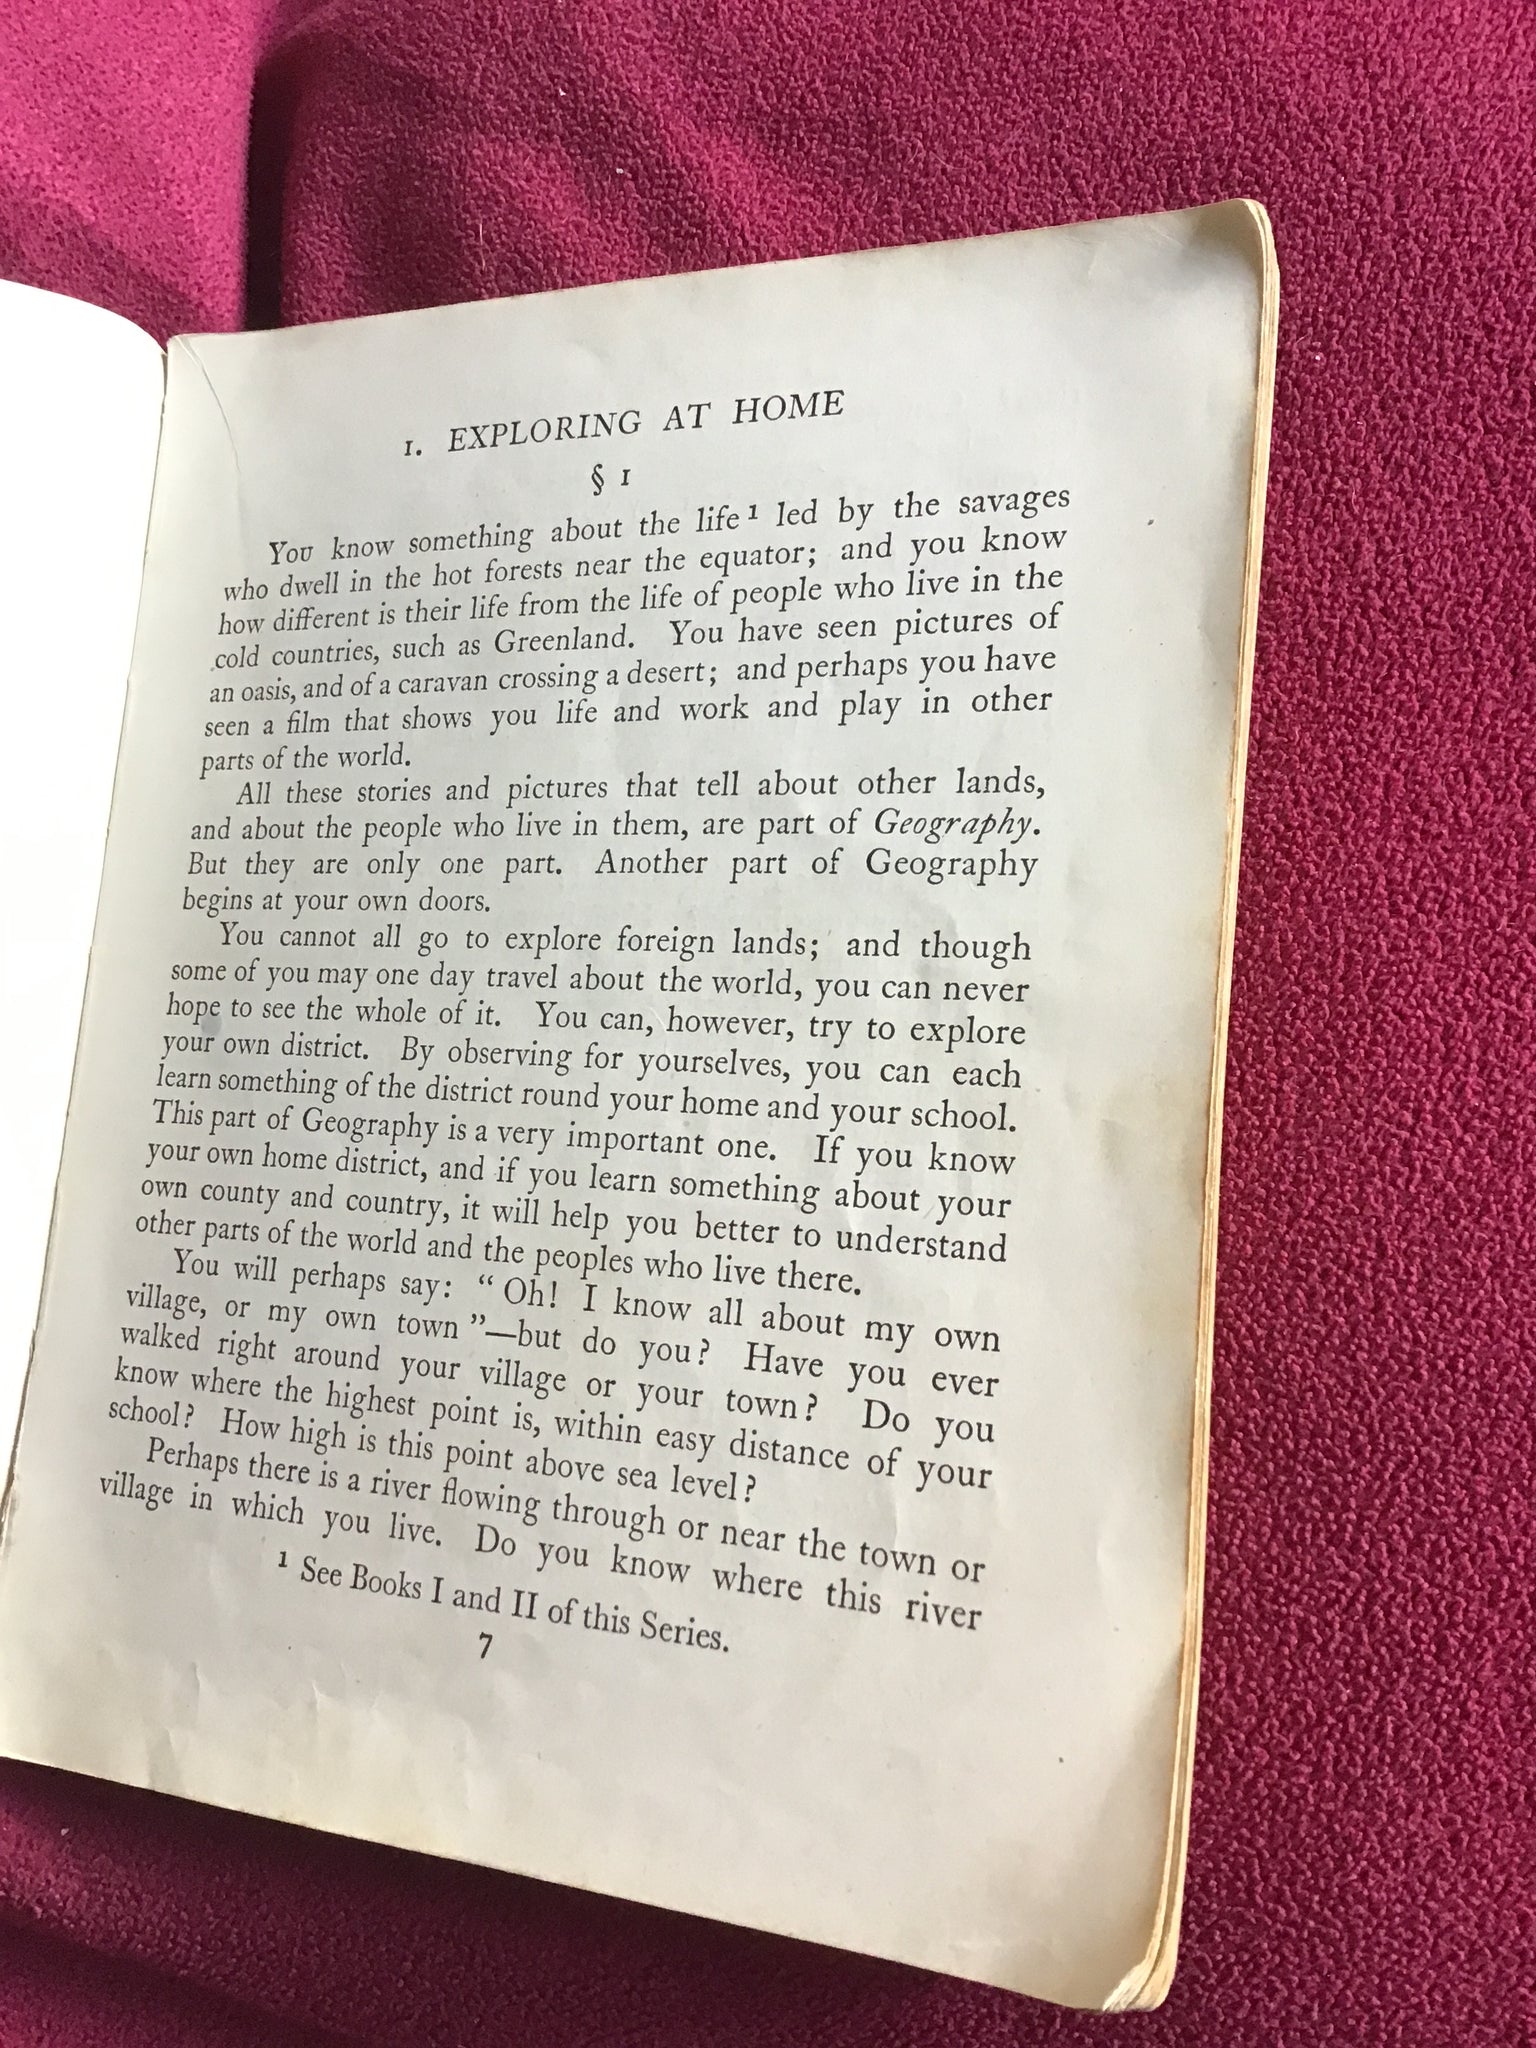 1. EXPLORING AT HOME
§ 1
You know something about the life¹ led by the savages
who dwell in the hot forests near the equator; and you know
how different is their life from the life of people who live in the
cold countries, such as Greenland. You have seen pictures of
an oasis, and of a caravan crossing a desert; and perhaps you have
seen a film that shows you life and work and play in other
parts of the world.
All these stories and pictures that tell about other lands,
and about the people who live in them, are part of Geography.
But they are only one part. Another part of Geography
begins at your own doors.
You cannot all go to explore foreign lands; and though
some of you may one day travel about the world, you can never
hope to see the whole of it. You can, however, try to explore
your own district. By observing for yourselves, you can each
learn something of the district round your home and your school.
This part of Geography is a very important one. If you know
your own home district, and if you learn something about your
own county and country, it will help you better to understand
other parts of the world and the peoples who live there.
You will perhaps say: “Oh! I know all about my own
village, or my own town”—but do you? Have you ever
walked right around your village or your town? Do you
know where the highest point is, within easy distance of your
school? How high is this point above sea level?
Perhaps there is a river flowing through or near the town or
village in which you live. Do you know where this river
¹ See Books I and II of this Series.
7